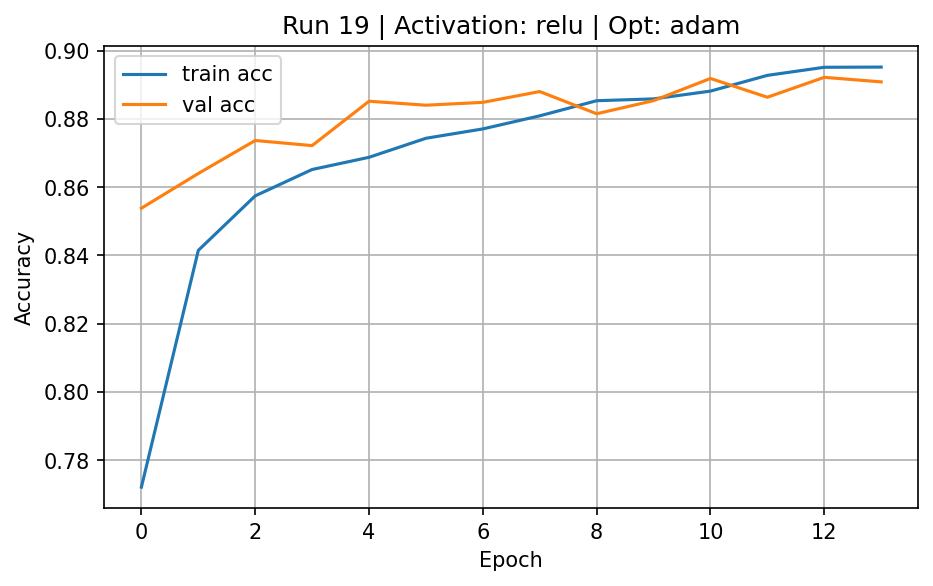 Run 19 | Activation: relu | Opt: adam
train acc
val acc
0.90
0.88
0.86
0.84
0.82
0.80
0.78
Accuracy
0 2 4 6 8 10 12
Epoch